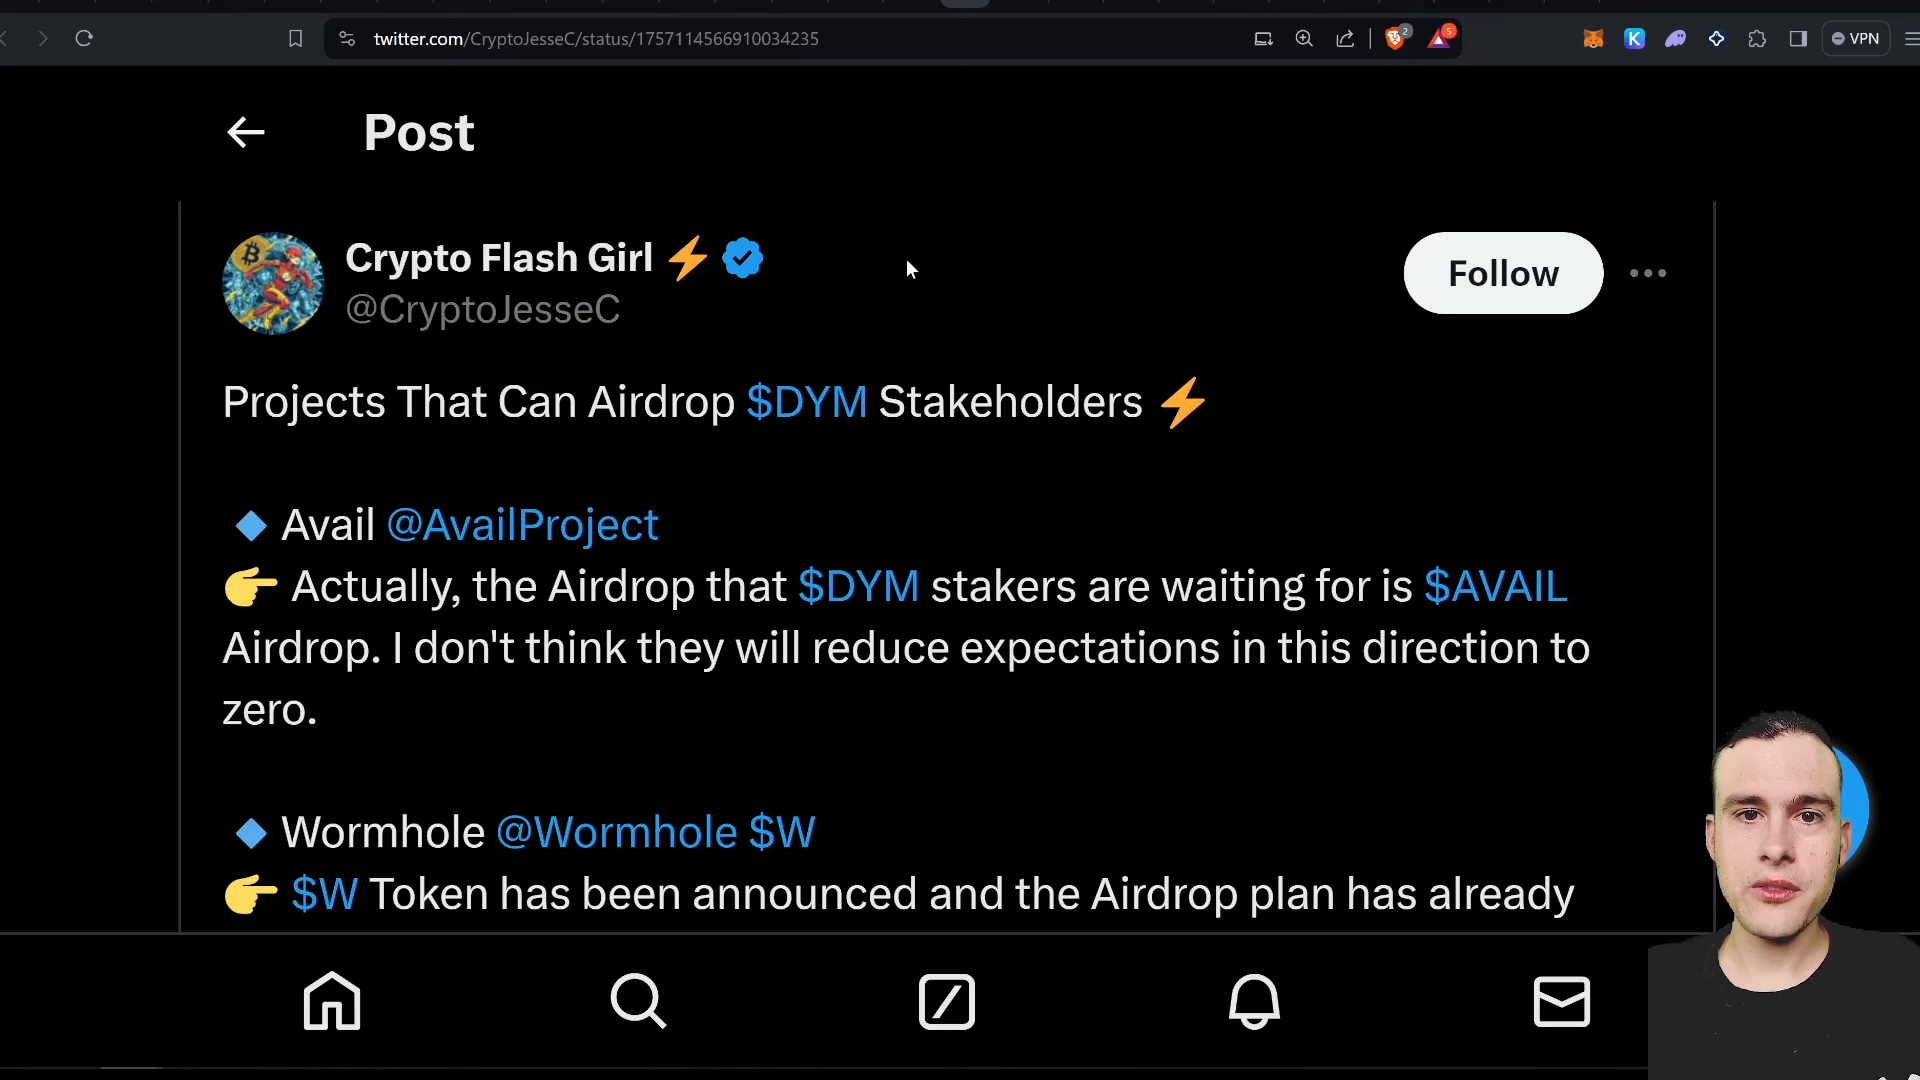 twitter.com/CryptoJesseC/status/1757114566910034235
2
5
K
VPN
Post
Crypto Flash Girl ⚡
@CryptoJesseC
Follow
Projects That Can Airdrop $DYM Stakeholders ⚡
🔹 Avail @AvailProject
👉 Actually, the Airdrop that $DYM stakers are waiting for is $AVAIL
Airdrop. I don't think they will reduce expectations in this direction to
zero.
🔹 Wormhole @Wormhole $W
👉 $W Token has been announced and the Airdrop plan has already